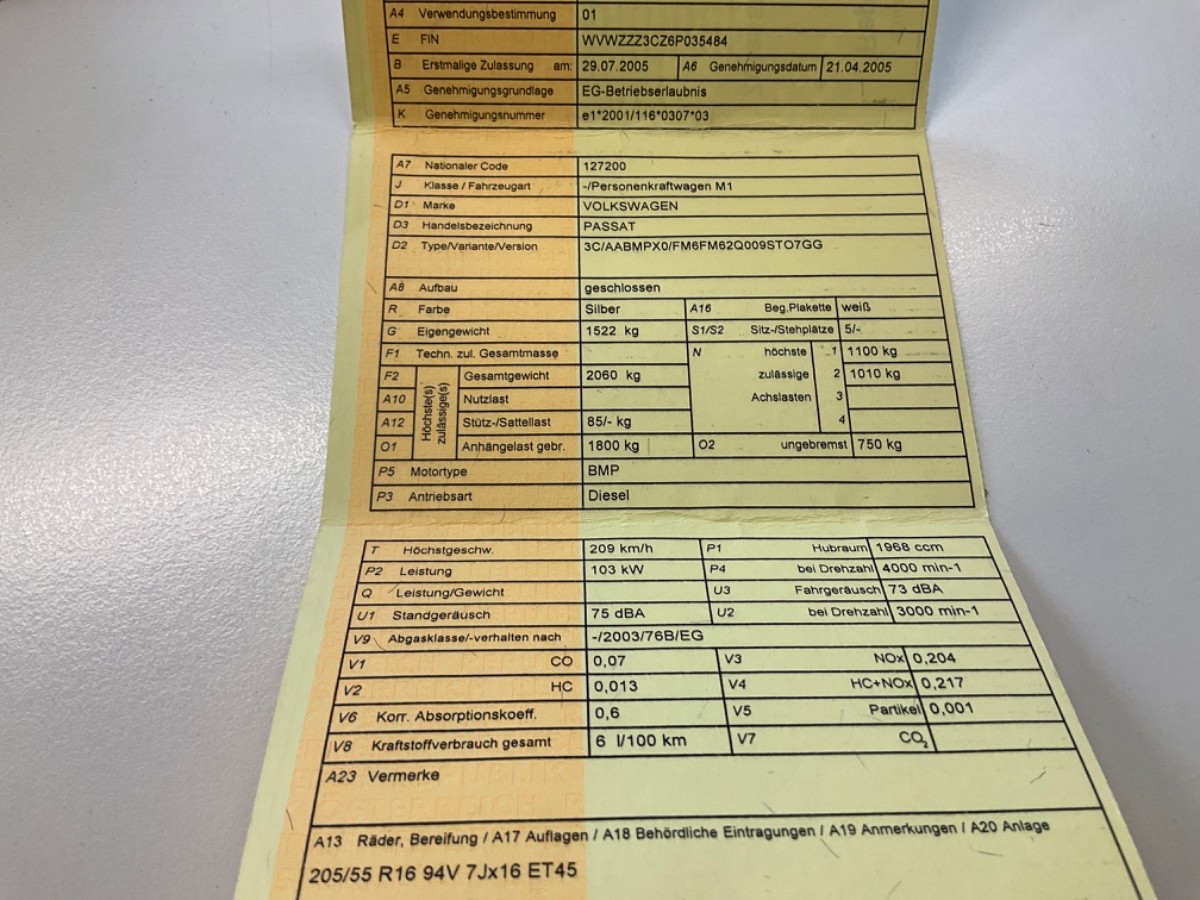 A4 Verwendungsbestimmung 01
E FIN WVWZZZ3CZ6P035484
B Erstmalige Zulassung am: 29.07.2005 A6 Genehmigungsdatum 21.04.2005
A5 Genehmigungsgrundlage EG-Betriebserlaubnis
K Genehmigungsnummer e1*2001/116*0307*03
A7 Nationaler Code 127200
J Klasse / Fahrzeugart -/Personenkraftwagen M1
D1 Marke VOLKSWAGEN
D3 Handelsbezeichnung PASSAT
D2 Type/Variante/Version 3C/AABMPX0/FM6FM62Q009STO7GG
A8 Aufbau geschlossen
R Farbe Silber A16 Beg.Plakette weiß
G Eigengewicht 1522 kg S1/S2 Sitz-/Stehplätze 5/-
F1 Techn. zul. Gesamtmasse N höchste 1 1100 kg
F2 Höchste(s) zulässige(s) Gesamtgewicht 2060 kg zulässige 2 1010 kg
A10 Nutzlast Achslasten 3
A12 Stütz-/Sattellast 85/- kg 4
O1 Anhängelast gebr. 1800 kg O2 ungebremst 750 kg
P5 Motortype BMP
P3 Antriebsart Diesel
T Höchstgeschw. 209 km/h P1 Hubraum 1968 ccm
P2 Leistung 103 kW P4 bei Drehzahl 4000 min-1
Q Leistung/Gewicht U3 Fahrgeräusch 73 dBA
U1 Standgeräusch 75 dBA U2 bei Drehzahl 3000 min-1
V9 Abgasklasse/-verhalten nach -/2003/76B/EG
V1 CO 0,07 V3 NOx 0,204
V2 HC 0,013 V4 HC+NOx 0,217
V6 Korr. Absorptionskoeff. 0,6 V5 Partikel 0,001
V8 Kraftstoffverbrauch gesamt 6 l/100 km V7 CO₂
A23 Vermerke
A13 Räder, Bereifung / A17 Auflagen / A18 Behördliche Eintragungen / A19 Anmerkungen / A20 Anlage
205/55 R16 94V 7Jx16 ET45